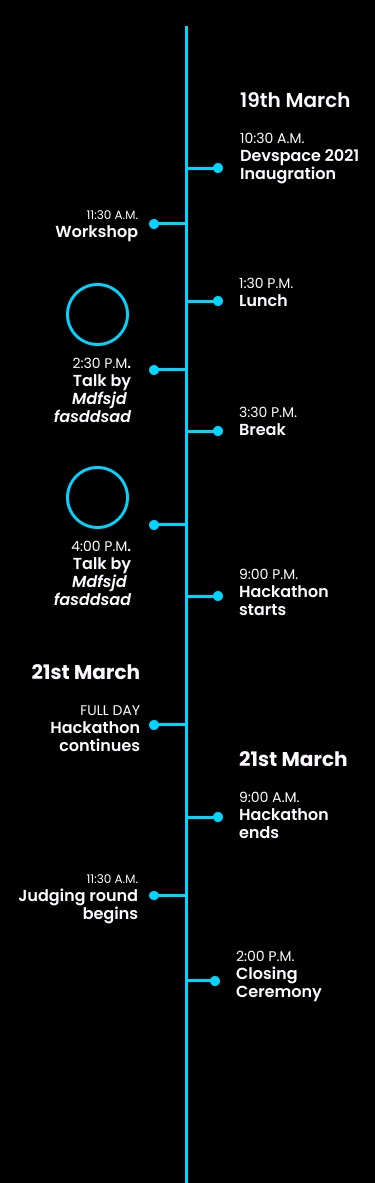 19th March
10:30 A.M.
Devspace 2021
Inaugration
11:30 A.M.
Workshop
1:30 P.M.
Lunch
2:30 P.M.
Talk by
Mdfsjd
fasddsad
3:30 P.M.
Break
4:00 P.M.
Talk by
Mdfsjd
fasddsad
9:00 P.M.
Hackathon
starts
21st March
FULL DAY
Hackathon
continues
21st March
9:00 A.M.
Hackathon
ends
11:30 A.M.
Judging round
begins
2:00 P.M.
Closing
Ceremony